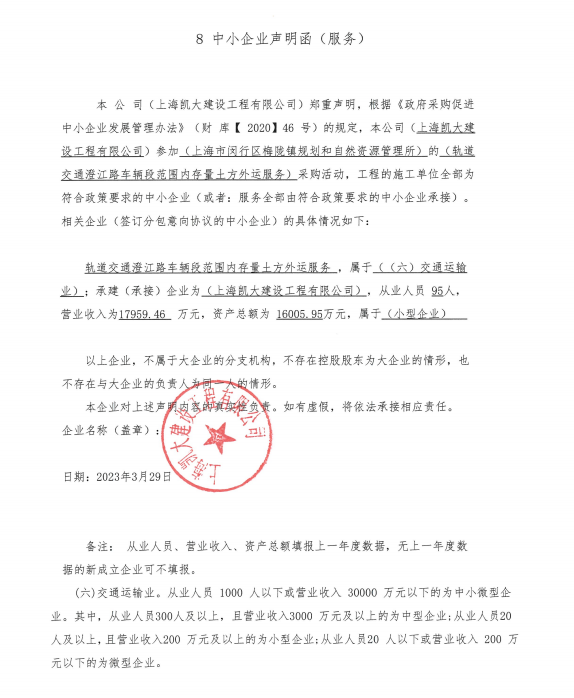 8 中小企业声明函（服务）
本 公 司（上海凯大建设工程有限公司）郑重声明，根据《政府采购促进
中小企业发展管理办法》（财 库【 2020】46 号）的规定，本公司（上海凯大建
设工程有限公司）参加（上海市闵行区梅陇镇规划和自然资源管理所）的（轨道
交通澄江路车辆段范围内存量土方外运服务）采购活动，工程的施工单位全部为
符合政策要求的中小企业（或者：服务全部由符合政策要求的中小企业承接）。
相关企业（签订分包意向协议的中小企业）的具体情况如下：
轨道交通澄江路车辆段范围内存量土方外运服务 ，属于（（六）交通运输
业）；承建（承接）企业为（上海凯大建设工程有限公司），从业人员 95人，
营业收入为17959.46 万元，资产总额为 16005.95万元，属于（小型企业）
以上企业，不属于大企业的分支机构，不存在控股股东为大企业的情形，也
不存在与大企业的负责人为同一人的情形。
本企业对上述声明内容的真实性负责。如有虚假，将依法承担相应责任。
企业名称（盖章）：
上海凯大建设工程有限公司
日期：2023年3月29日
备注： 从业人员、营业收入、资产总额填报上一年度数据，无上一年度数
据的新成立企业可不填报。
（六）交通运输业。从业人员 1000 人以下或营业收入 30000 万元以下的为中小微型企
业。其中，从业人员300人及以上，且营业收入3000 万元及以上的为中型企业；从业人员20
人及以上，且营业收入200 万元及以上的为小型企业；从业人员20 人以下或营业收入 200 万
元以下的为微型企业。